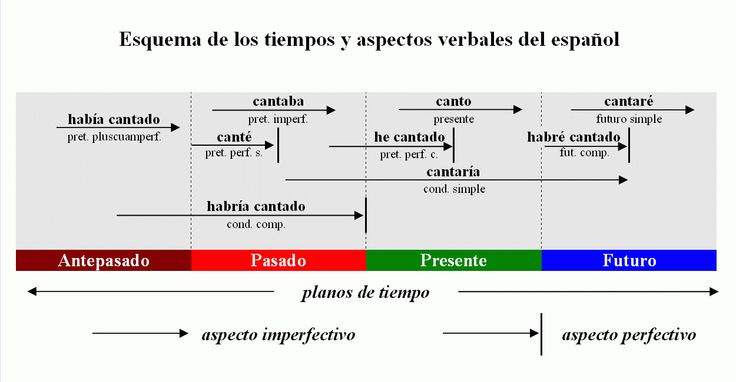 Esquema de los tiempos y aspectos verbales del español
cantaba
pret. imperf.
canto
presente
cantaré
futuro simple
había cantado
pret. pluscuamperf.
canté
pret. perf. s.
he cantado
pret. perf. c.
habré cantado
fut. comp.
cantaría
cond. simple
habría cantado
cond. comp.
Antepasado
Pasado
Presente
Futuro
planos de tiempo
aspecto imperfectivo
aspecto perfectivo